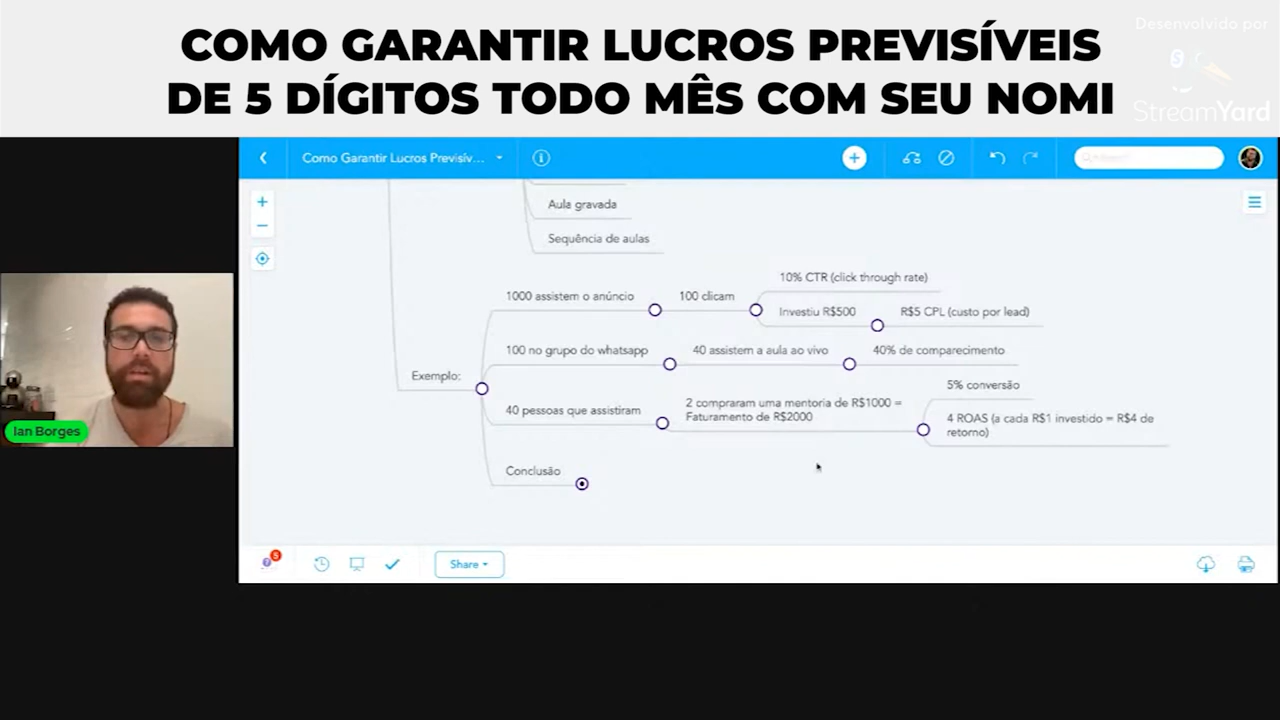 Desenvolvido por
StreamYard
COMO GARANTIR LUCROS PREVISÍVEIS
DE 5 DÍGITOS TODO MÊS COM SEU NOMI
Como Garantir Lucros Previsív...
Aula gravada
Sequência de aulas
10% CTR (click through rate)
1000 assistem o anúncio
100 clicam
Investiu R$500
R$5 CPL (custo por lead)
100 no grupo do whatsapp
40 assistem a aula ao vivo
40% de comparecimento
Exemplo:
5% conversão
40 pessoas que assistiram
2 compraram uma mentoria de R$1000 =
Faturamento de R$2000
4 ROAS (a cada R$1 investido = R$4 de
retorno)
Conclusão
Ian Borges
5
Share